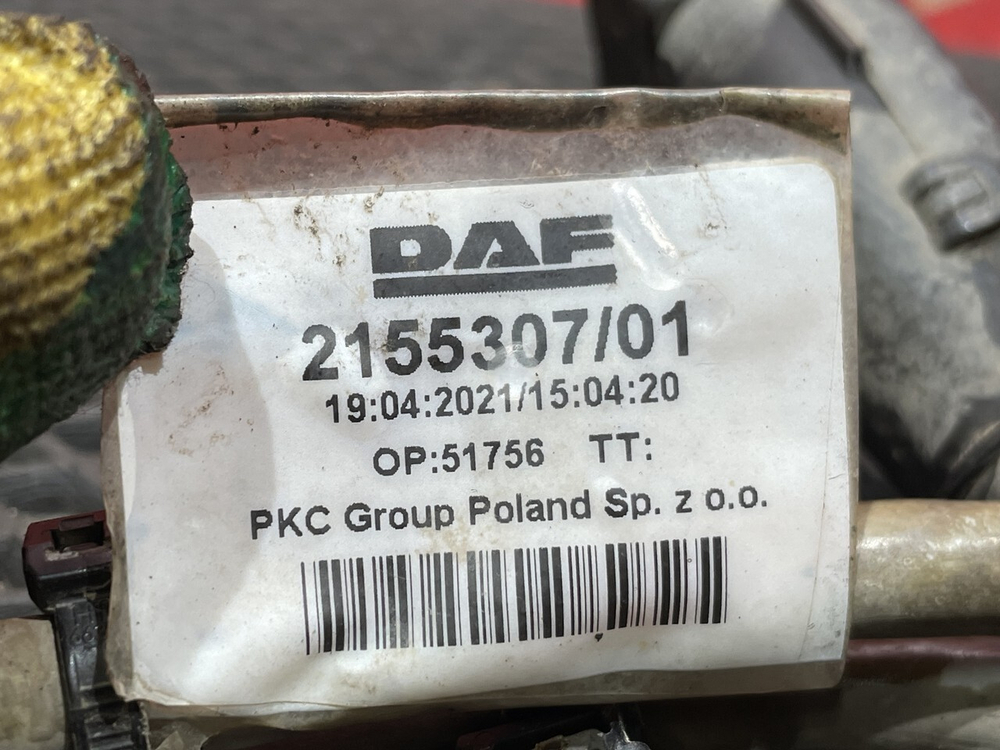 DAF
2155307/01
19:04:2021/15:04:20
OP:51756 TT:
PKC Group Poland Sp. z o.o.